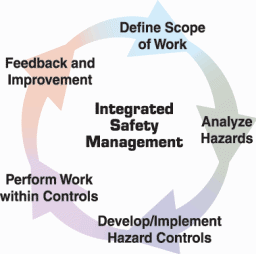 Define Scope
of Work
Analyze
Hazards
Develop/Implement
Hazard Controls
Perform Work
within Controls
Feedback and
Improvement
Integrated
Safety
Management